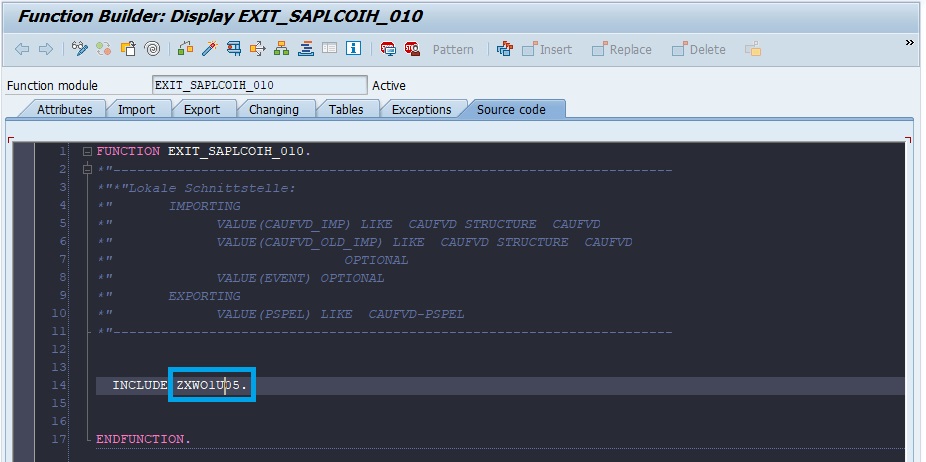 Function Builder: Display EXIT_SAPLCOIH_010
Pattern Insert Replace Delete »
Function module EXIT_SAPLCOIH_010 Active
Attributes Import Export Changing Tables Exceptions Source code
1 FUNCTION EXIT_SAPLCOIH_010.
2 *"----------------------------------------------------------------------
3 *"*"Lokale Schnittstelle:
4 *" IMPORTING
5 *" VALUE(CAUFVD_IMP) LIKE CAUFVD STRUCTURE CAUFVD
6 *" VALUE(CAUFVD_OLD_IMP) LIKE CAUFVD STRUCTURE CAUFVD
7 *" OPTIONAL
8 *" VALUE(EVENT) OPTIONAL
9 *" EXPORTING
10 *" VALUE(PSPEL) LIKE CAUFVD-PSPEL
11 *"----------------------------------------------------------------------
12
13
14 INCLUDE ZXWO1U05.
15
16
17 ENDFUNCTION.